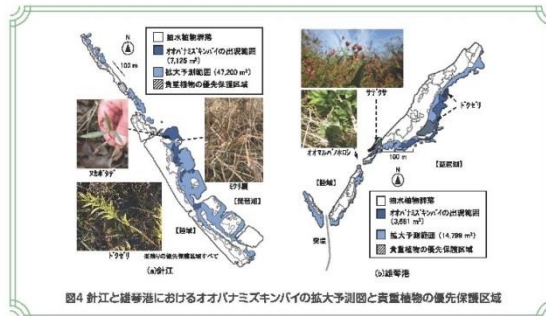 N
100 m
抽水植物群落
オオバナミズキンバイの出現範囲
(7,125 m²)
拡大予測範囲 (47,200 m²)
貴重植物の優先保護区域
ヌカボタデ
ミクリ属
ドクゼリ
【琵琶湖】
【陸域】
(a)針江
サデクサ
オオマルバノホロシ
ドクゼリ
100 m
【陸域】
【琵琶湖】
N
抽水植物群落
オオバナミズキンバイの出現範囲
(3,681 m²)
拡大予測範囲 (14,799 m²)
貴重植物の優先保護区域
(b)雄琴港
図4 針江と雄琴港におけるオオバナミズキンバイの拡大予測図と貴重植物の優先保護区域